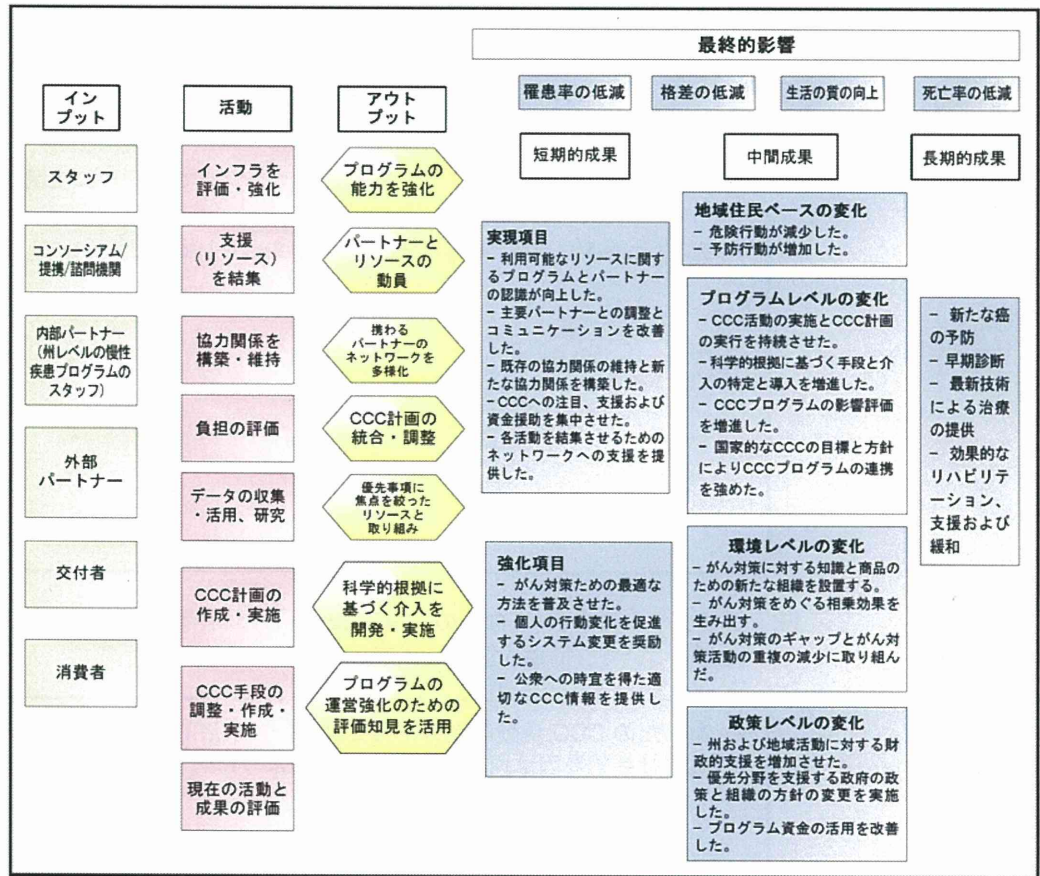 最終的影響
罹患率の低減
格差の低減
生活の質の向上
死亡率の低減
イン
プット
活動
アウト
プット
短期的成果
中間成果
長期的成果
スタッフ
コンソーシアム/
提携/諮問機関
内部パートナー
(州レベルの慢性
疾患プログラムの
スタッフ)
外部
パートナー
交付者
消費者
インフラを
評価・強化
支援
(リソース)
を結集
協力関係を
構築・維持
負担の評価
データの収集
・活用、研究
CCC計画の
作成・実施
CCC手段の
調整・作成・
実施
現在の活動と
成果の評価
プログラムの
能力を強化
パートナーと
リソースの
動員
携わる
パートナーの
ネットワークを
多様化
CCC計画の
統合・調整
優先事項に
焦点を絞った
リソースと
取り組み
科学的根拠に
基づく介入を
開発・実施
プログラムの
運営強化のための
評価知見を活用
実現項目
- 利用可能なリソースに関す
るプログラムとパートナー
の認識が向上した。
- 主要パートナーとの調整と
コミュニケーションを改善
した。
- 既存の協力関係の維持と新
たな協力関係を構築した。
- CCCへの注目、支援および
資金援助を集中させた。
- 各活動を結集させるための
ネットワークへの支援を提
供した。
強化項目
- がん対策ための最適な
方法を普及させた。
- 個人の行動変化を促進
するシステム変更を奨励
した。
- 公衆への時宜を得た適
切なCCC情報を提供し
た。
地域住民ベースの変化
- 危険行動が減少した。
- 予防行動が増加した。
プログラムレベルの変化
- CCC活動の実施とCCC計画
の実行を持続させた。
- 科学的根拠に基づく手段と介
入の特定と導入を増進した。
- CCCプログラムの影響評価
を増進した。
- 国家的なCCCの目標と方針
によりCCCプログラムの連携
を強めた。
環境レベルの変化
- がん対策に対する知識と商品の
ための新たな組織を設置する。
- がん対策をめぐる相乗効果を
生み出す。
- がん対策のギャップとがん対
策活動の重複の減少に取り組ん
だ。
政策レベルの変化
- 州および地域活動に対する財
政的支援を増加させた。
- 優先分野を支援する政府の政
策と組織の方針の変更を実施
した。
- プログラム資金の活用を改善
した。
- 新たな癌
の予防
- 早期診断
- 最新技術
による治療
の提供
- 効果的な
リハビリテ
ーション、
支援および
緩和